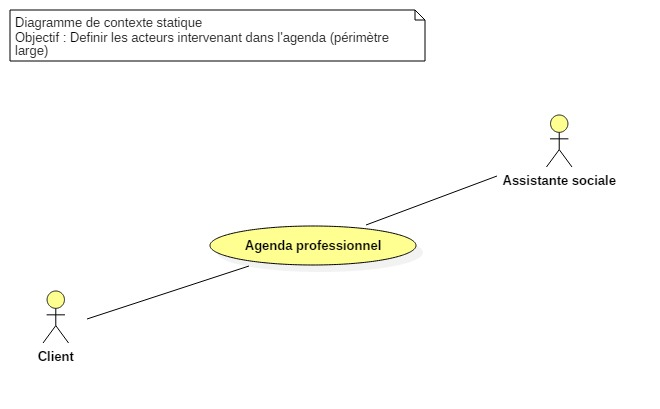 Diagramme de contexte statique
Objectif : Definir les acteurs intervenant dans l'agenda (périmètre
large)
Assistante sociale
Agenda professionnel
Client